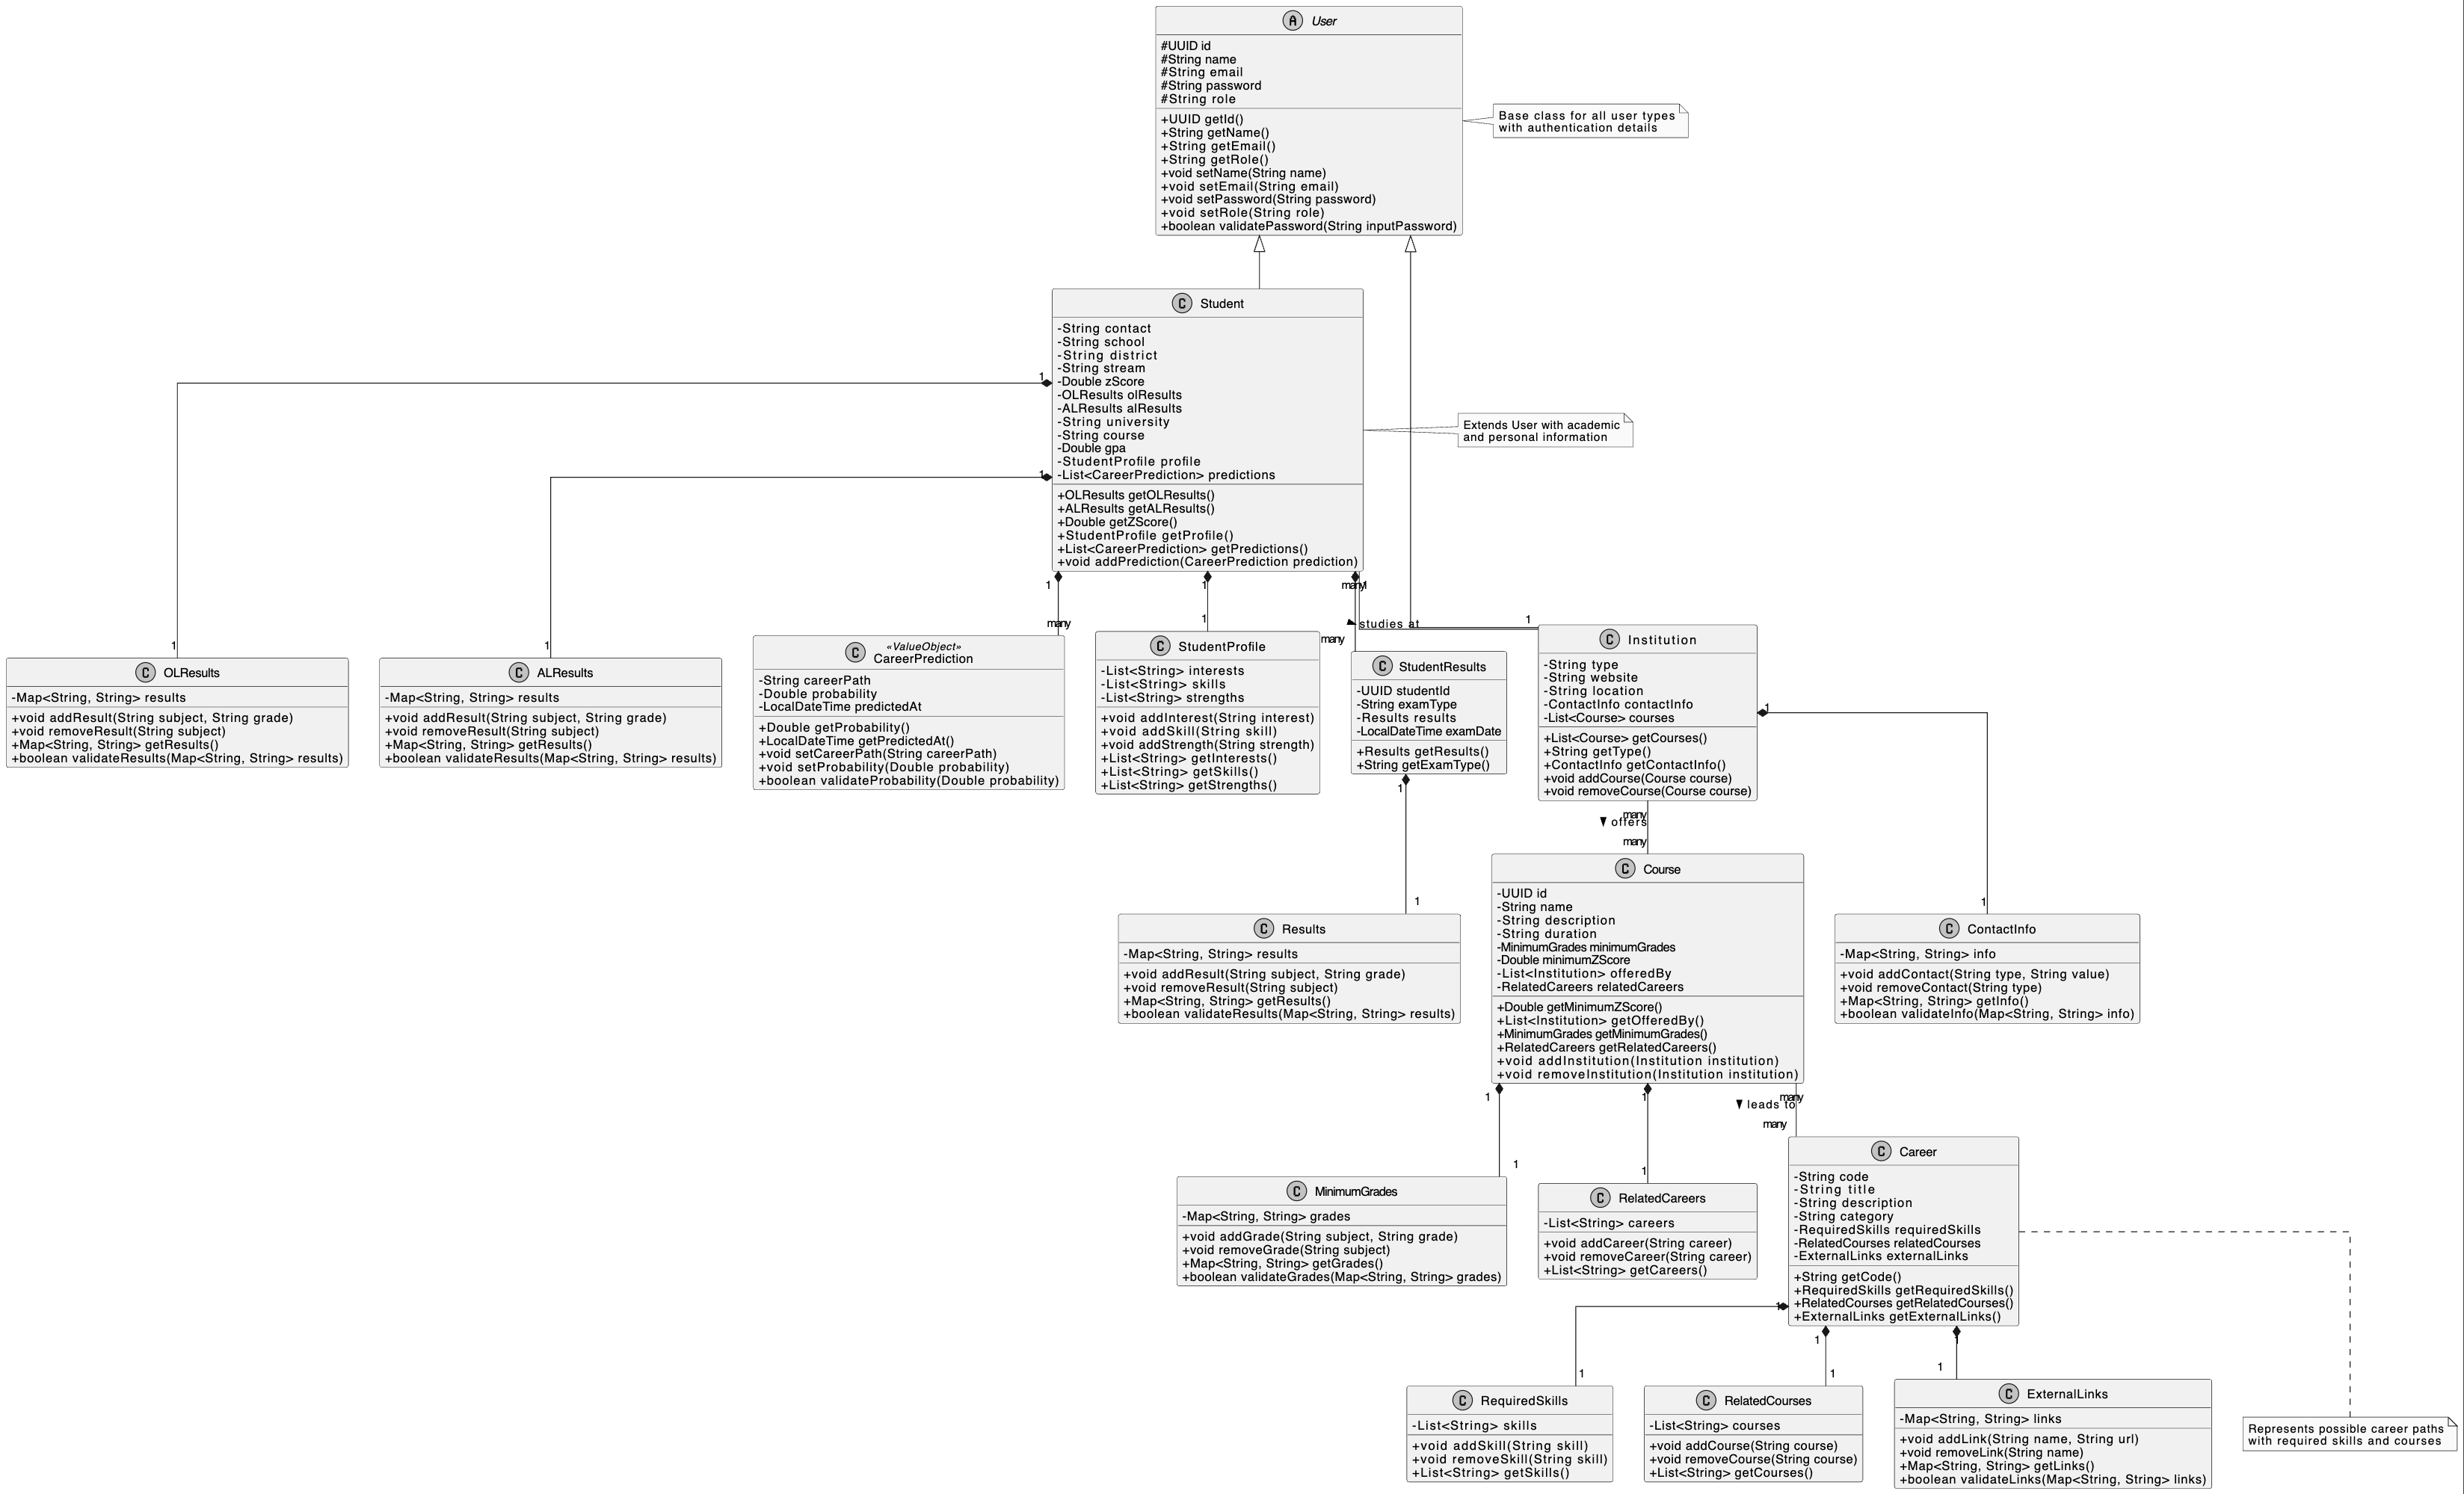 A User
#UUID id
#String name
#String email
#String password
#String role
+UUID getId()
+String getName()
+String getEmail()
+String getRole()
+void setName(String name)
+void setEmail(String email)
+void setPassword(String password)
+void setRole(String role)
+boolean validatePassword(String inputPassword)
Base class for all user types
with authentication details
C Student
-String contact
-String school
-String district
-String stream
-Double zScore
-OLResults olResults
-ALResults alResults
-String university
-String course
-Double gpa
-StudentProfile profile
-List<CareerPrediction> predictions
+OLResults getOLResults()
+ALResults getALResults()
+Double getZScore()
+StudentProfile getProfile()
+List<CareerPrediction> getPredictions()
+void addPrediction(CareerPrediction prediction)
Extends User with academic
and personal information
1
1
1
1
1
many
1
1
1
many
1
many
studies at
1
C OLResults
-Map<String, String> results
+void addResult(String subject, String grade)
+void removeResult(String subject)
+Map<String, String> getResults()
+boolean validateResults(Map<String, String> results)
C ALResults
-Map<String, String> results
+void addResult(String subject, String grade)
+void removeResult(String subject)
+Map<String, String> getResults()
+boolean validateResults(Map<String, String> results)
C «ValueObject»
CareerPrediction
-String careerPath
-Double probability
-LocalDateTime predictedAt
+Double getProbability()
+LocalDateTime getPredictedAt()
+void setCareerPath(String careerPath)
+void setProbability(Double probability)
+boolean validateProbability(Double probability)
C StudentProfile
-List<String> interests
-List<String> skills
-List<String> strengths
+void addInterest(String interest)
+void addSkill(String skill)
+void addStrength(String strength)
+List<String> getInterests()
+List<String> getSkills()
+List<String> getStrengths()
C StudentResults
-UUID studentId
-String examType
-Results results
-LocalDateTime examDate
+Results getResults()
+String getExamType()
C Institution
-String type
-String website
-String location
-ContactInfo contactInfo
-List<Course> courses
+List<Course> getCourses()
+String getType()
+ContactInfo getContactInfo()
+void addCourse(Course course)
+void removeCourse(Course course)
1
1
1
1
many
offers
many
C Results
-Map<String, String> results
+void addResult(String subject, String grade)
+void removeResult(String subject)
+Map<String, String> getResults()
+boolean validateResults(Map<String, String> results)
C Course
-UUID id
-String name
-String description
-String duration
-MinimumGrades minimumGrades
-Double minimumZScore
-List<Institution> offeredBy
-RelatedCareers relatedCareers
+Double getMinimumZScore()
+List<Institution> getOfferedBy()
+MinimumGrades getMinimumGrades()
+RelatedCareers getRelatedCareers()
+void addInstitution(Institution institution)
+void removeInstitution(Institution institution)
C ContactInfo
-Map<String, String> info
+void addContact(String type, String value)
+void removeContact(String type)
+Map<String, String> getInfo()
+boolean validateInfo(Map<String, String> info)
1
1
1
1
many
leads to
many
C MinimumGrades
-Map<String, String> grades
+void addGrade(String subject, String grade)
+void removeGrade(String subject)
+Map<String, String> getGrades()
+boolean validateGrades(Map<String, String> grades)
C RelatedCareers
-List<String> careers
+void addCareer(String career)
+void removeCareer(String career)
+List<String> getCareers()
C Career
-String code
-String title
-String description
-String category
-RequiredSkills requiredSkills
-RelatedCourses relatedCourses
-ExternalLinks externalLinks
+String getCode()
+RequiredSkills getRequiredSkills()
+RelatedCourses getRelatedCourses()
+ExternalLinks getExternalLinks()
1
1
1
1
1
1
C RequiredSkills
-List<String> skills
+void addSkill(String skill)
+void removeSkill(String skill)
+List<String> getSkills()
C RelatedCourses
-List<String> courses
+void addCourse(String course)
+void removeCourse(String course)
+List<String> getCourses()
C ExternalLinks
-Map<String, String> links
+void addLink(String name, String url)
+void removeLink(String name)
+Map<String, String> getLinks()
+boolean validateLinks(Map<String, String> links)
Represents possible career paths
with required skills and courses